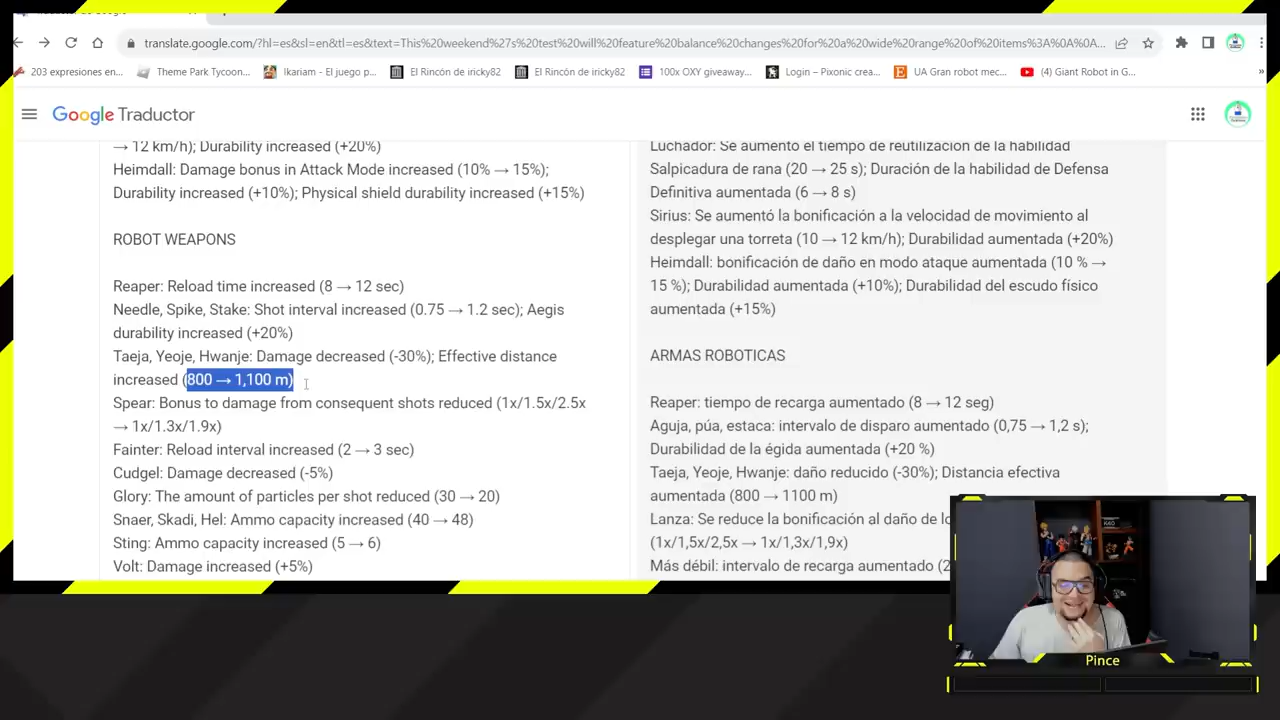 translate.google.com/?hl=es&sl=en&tl=es&text=This%20weekend%27s%20test%20will%20feature%20balance%20changes%20for%20a%20wide%20range%20of%20items%3A%0A%0A...
203 expresiones en...
Theme Park Tycoon...
Ikariam - El juego p...
El Rincón de iricky82
El Rincón de iricky82
100x OXY giveaway...
Login – Pixonic crea...
UA Gran robot mec...
(4) Giant Robot in G...
»
Google Traductor
→ 12 km/h); Durability increased (+20%)
Heimdall: Damage bonus in Attack Mode increased (10% → 15%);
Durability increased (+10%); Physical shield durability increased (+15%)
ROBOT WEAPONS
Reaper: Reload time increased (8 → 12 sec)
Needle, Spike, Stake: Shot interval increased (0.75 → 1.2 sec); Aegis
durability increased (+20%)
Taeja, Yeoje, Hwanje: Damage decreased (-30%); Effective distance
increased (800 → 1,100 m)
Spear: Bonus to damage from consequent shots reduced (1x/1.5x/2.5x
→ 1x/1.3x/1.9x)
Fainter: Reload interval increased (2 → 3 sec)
Cudgel: Damage decreased (-5%)
Glory: The amount of particles per shot reduced (30 → 20)
Snaer, Skadi, Hel: Ammo capacity increased (40 → 48)
Sting: Ammo capacity increased (5 → 6)
Volt: Damage increased (+5%)
Luchador: Se aumentó el tiempo de reutilización de la habilidad
Salpicadura de rana (20 → 25 s); Duración de la habilidad de Defensa
Definitiva aumentada (6 → 8 s)
Sirius: Se aumentó la bonificación a la velocidad de movimiento al
desplegar una torreta (10 → 12 km/h); Durabilidad aumentada (+20%)
Heimdall: bonificación de daño en modo ataque aumentada (10 % →
15 %); Durabilidad aumentada (+10%); Durabilidad del escudo físico
aumentada (+15%)
ARMAS ROBOTICAS
Reaper: tiempo de recarga aumentado (8 → 12 seg)
Aguja, púa, estaca: intervalo de disparo aumentado (0,75 → 1,2 s);
Durabilidad de la égida aumentada (+20 %)
Taeja, Yeoje, Hwanje: daño reducido (-30%); Distancia efectiva
aumentada (800 → 1100 m)
Lanza: Se reduce la bonificación al daño de
(1x/1,5x/2,5x → 1x/1,3x/1,9x)
Más débil: intervalo de recarga aumentado (2
Pince